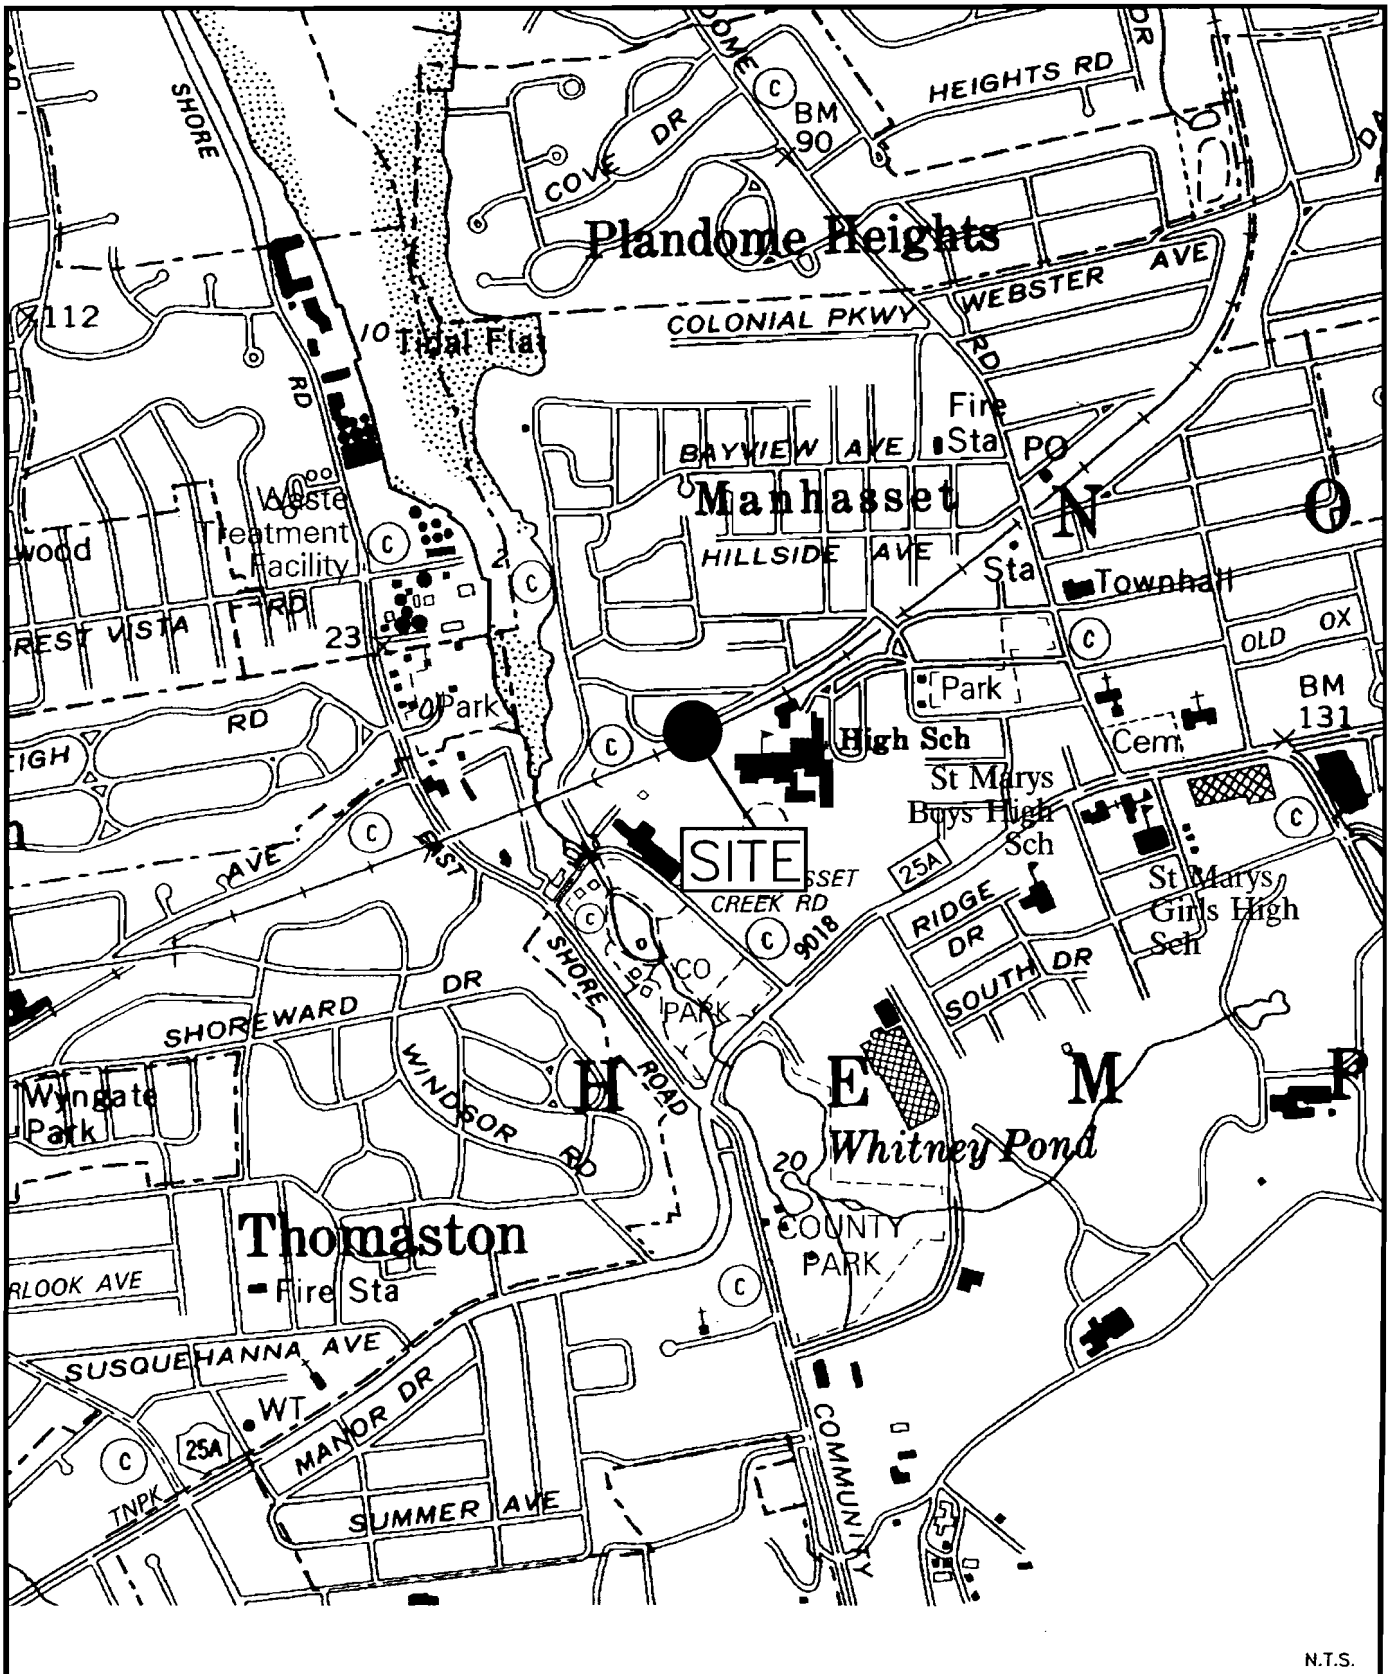 SHORE
DR
HEIGHTS RD
C
BM
90
COVE DR
Plandome Heights
WEBSTER AVE
COLONIAL PKWY
112
10
Tidal Flat
RD
RD
Fire
Sta
PO
BAYVIEW AVE
Manhasset
N
O
HILLSIDE AVE
Sta
Townhall
Waste
Treatment
Facility
C
2
C
wood
RD
REST VISTA
23
C
OLD OX
BM
131
Park
Park
RD
EIGH
C
High Sch
Cem
St Marys
Boys High
Sch
C
C
AVE
EAST
SITE
SSET
CREEK RD
25A
RIDGE
DR
St Marys
Girls High
Sch
C
C
9018
SHORE
CO
PARK
SOUTH DR
DR
SHOREWARD
WINDSOR
RD
ROAD
H
E
M
P
Wyngate
Park
Whitney Pond
20
COUNTY
PARK
Thomaston
RLOOK AVE
Fire Sta
C
SUSQUEHANNA AVE
WT
MANOR DR
C
25A
TNPK
SUMMER AVE
COMMUNITY
N.T.S.